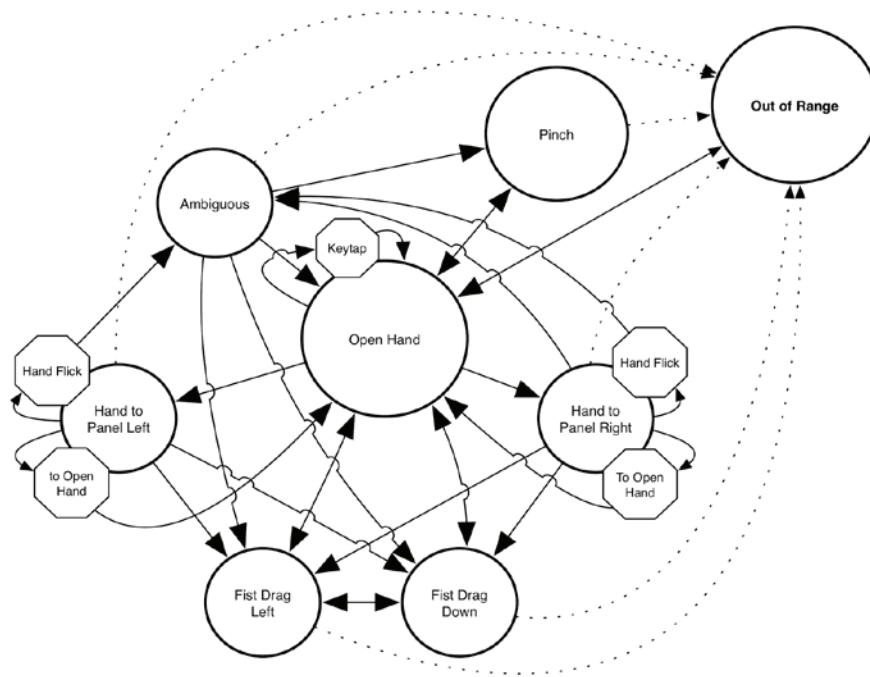 Out of Range
Pinch
Ambiguous
Keytap
Open Hand
Hand Flick
Hand to
Panel Left
to Open
Hand
Hand Flick
Hand to
Panel Right
To Open
Hand
Fist Drag
Left
Fist Drag
Down